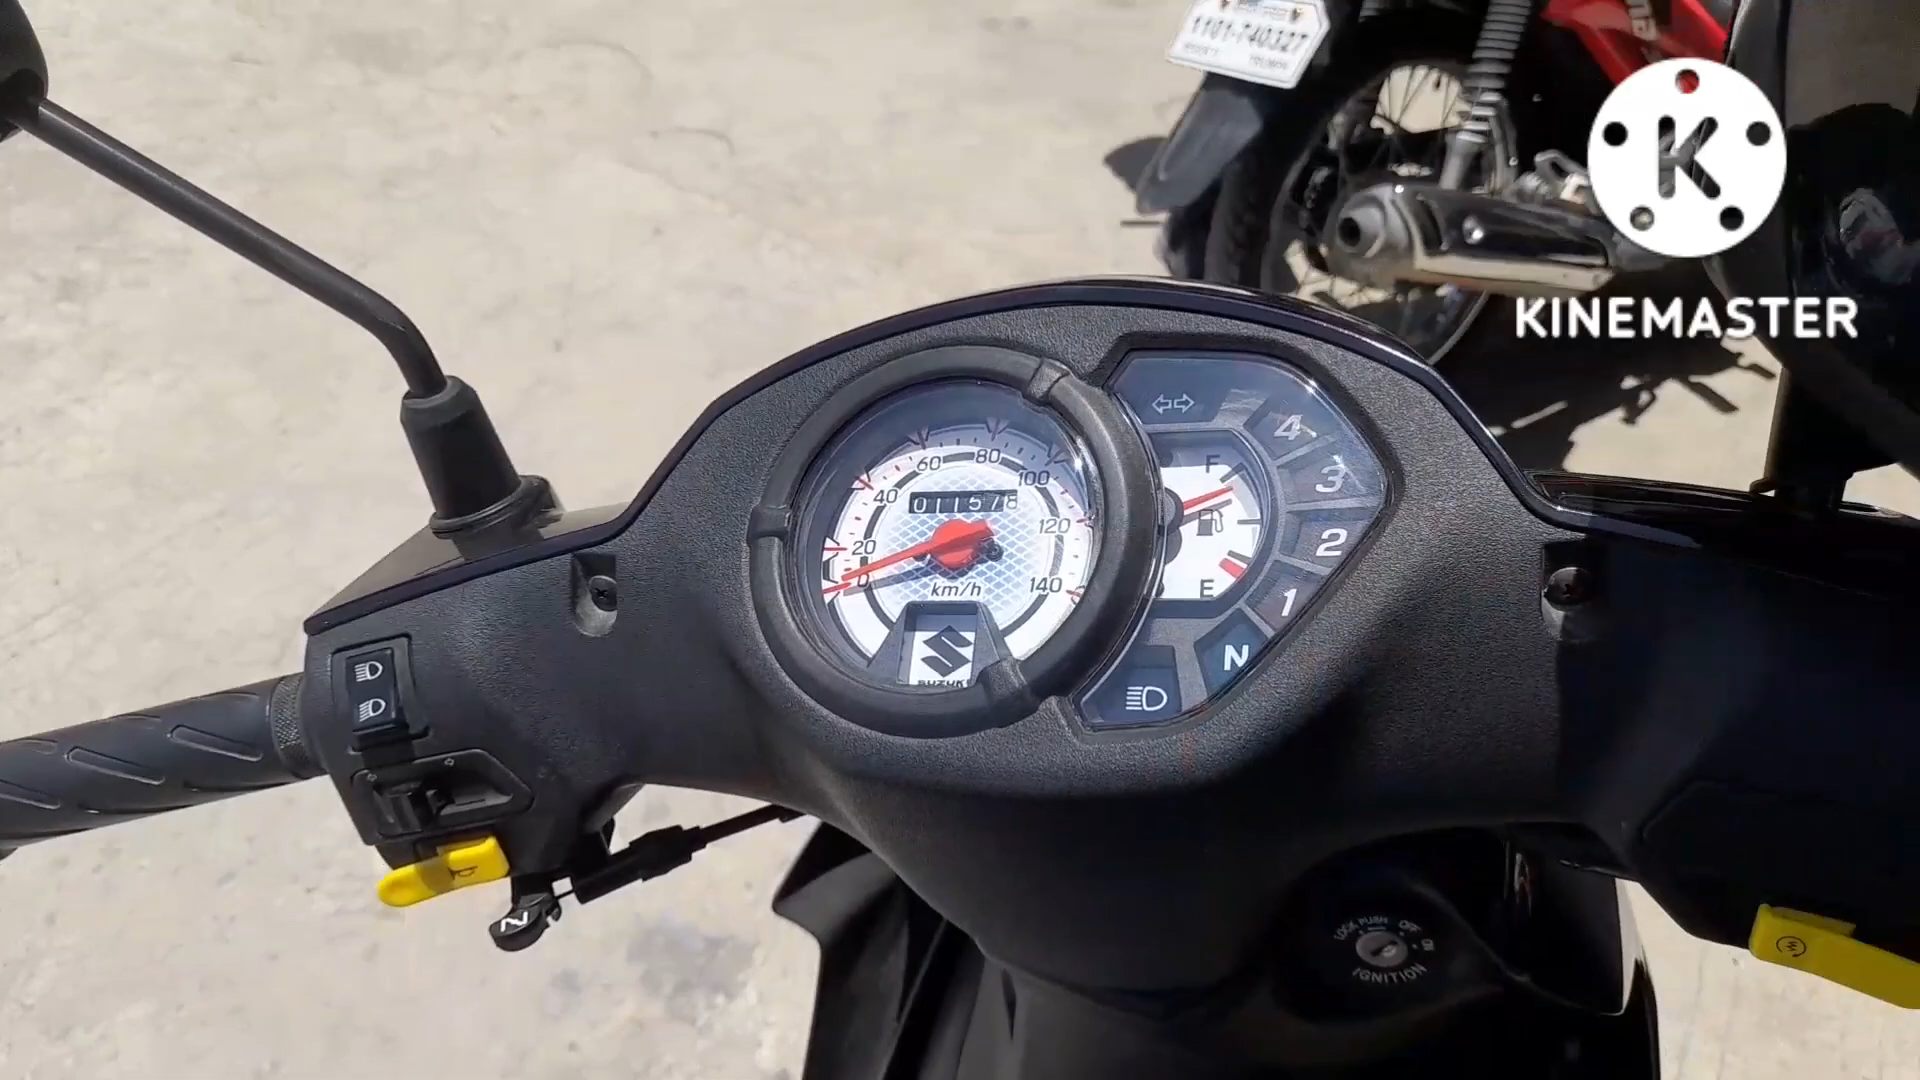 1101-740327
KINEMASTER
4
3
2
1
N
F
E
0
20
40
60
80
100
120
140
011578
km/h
SUZUKI
LOCK PUSH OFF ON
IGNITION